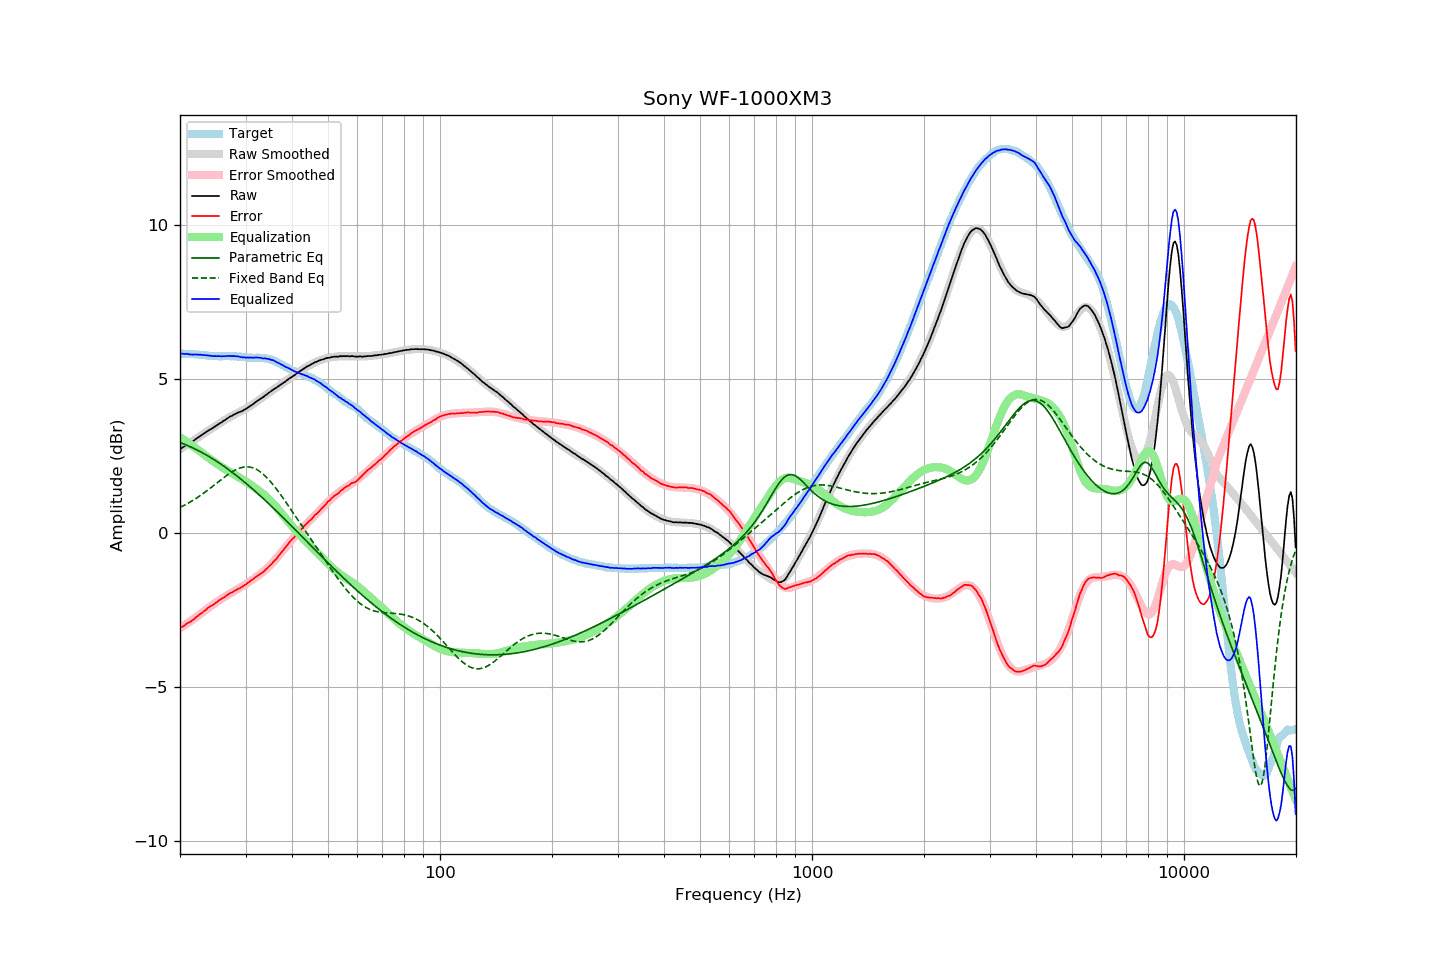 Sony WF-1000XM3
Target
Raw Smoothed
Error Smoothed
Raw
Error
Equalization
Parametric Eq
Fixed Band Eq
Equalized
10
5
0
−5
−10
Amplitude (dBr)
100
1000
10000
Frequency (Hz)